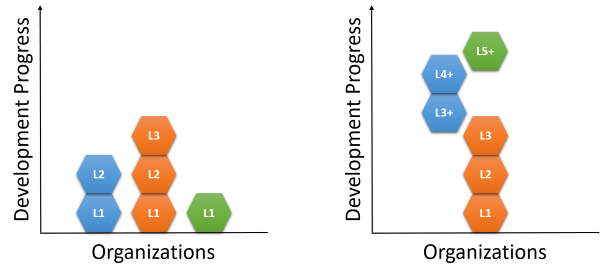 Development Progress
L3
L2
L2
L1
L1
L1
Organizations
Development Progress
L5+
L4+
L3+
L3
L2
L1
Organizations